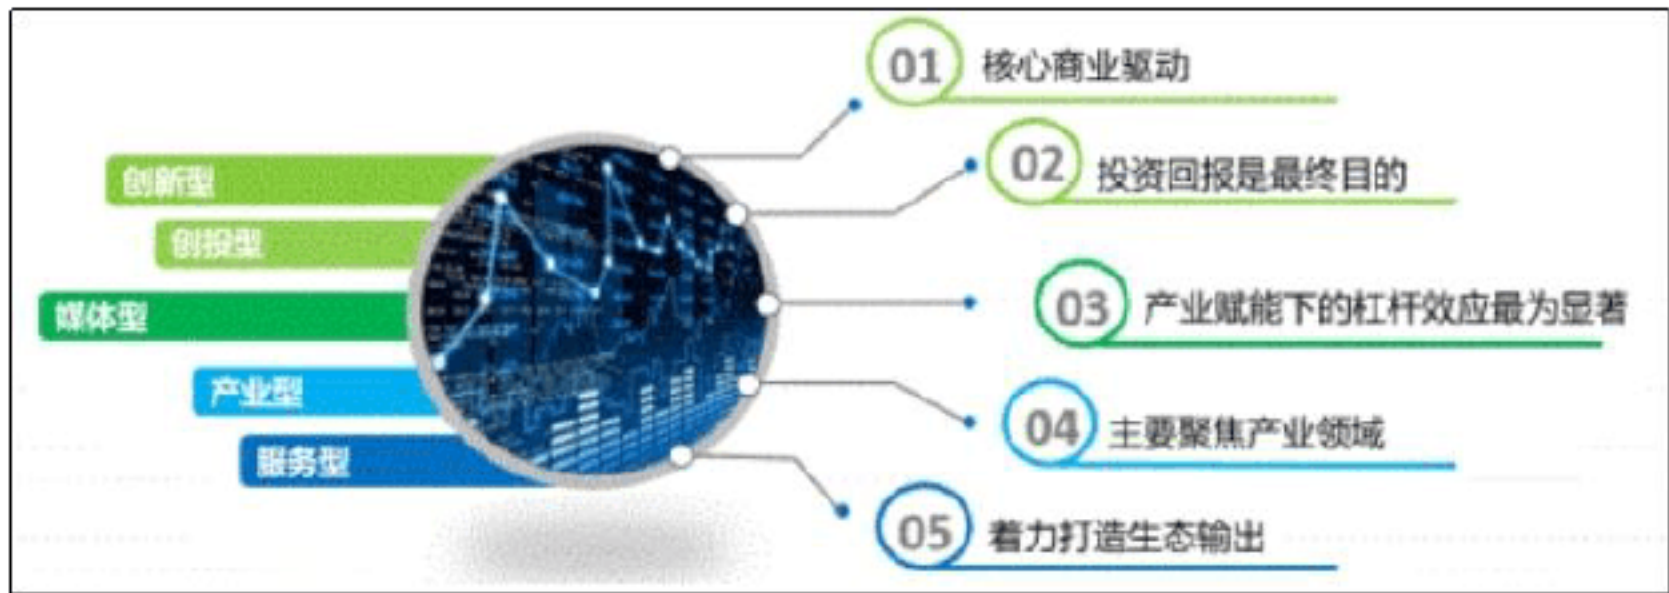 创新型
创投型
媒体型
产业型
服务型
01 核心商业驱动
02 投资回报是最终目的
03 产业赋能下的杠杆效应最为显著
04 主要聚焦产业领域
05 着力打造生态输出